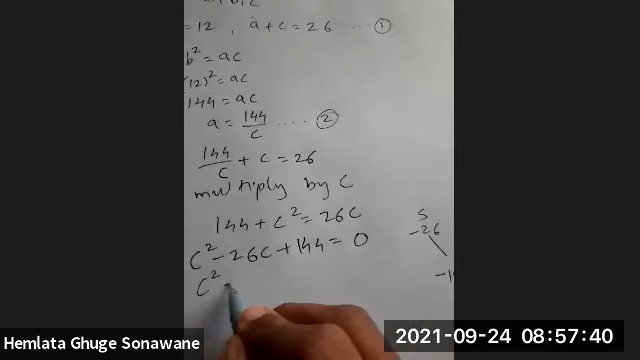 = 12 , a + c = 26 ..... ①
b² = ac
(12)² = ac
144 = ac
a = 144/c .... ②
144/c + c = 26
multiply by c
144 + c² = 26c
c² - 26c + 144 = 0
c²
S
-26
Hemlata Ghuge Sonawane
2021-09-24 08:57:40